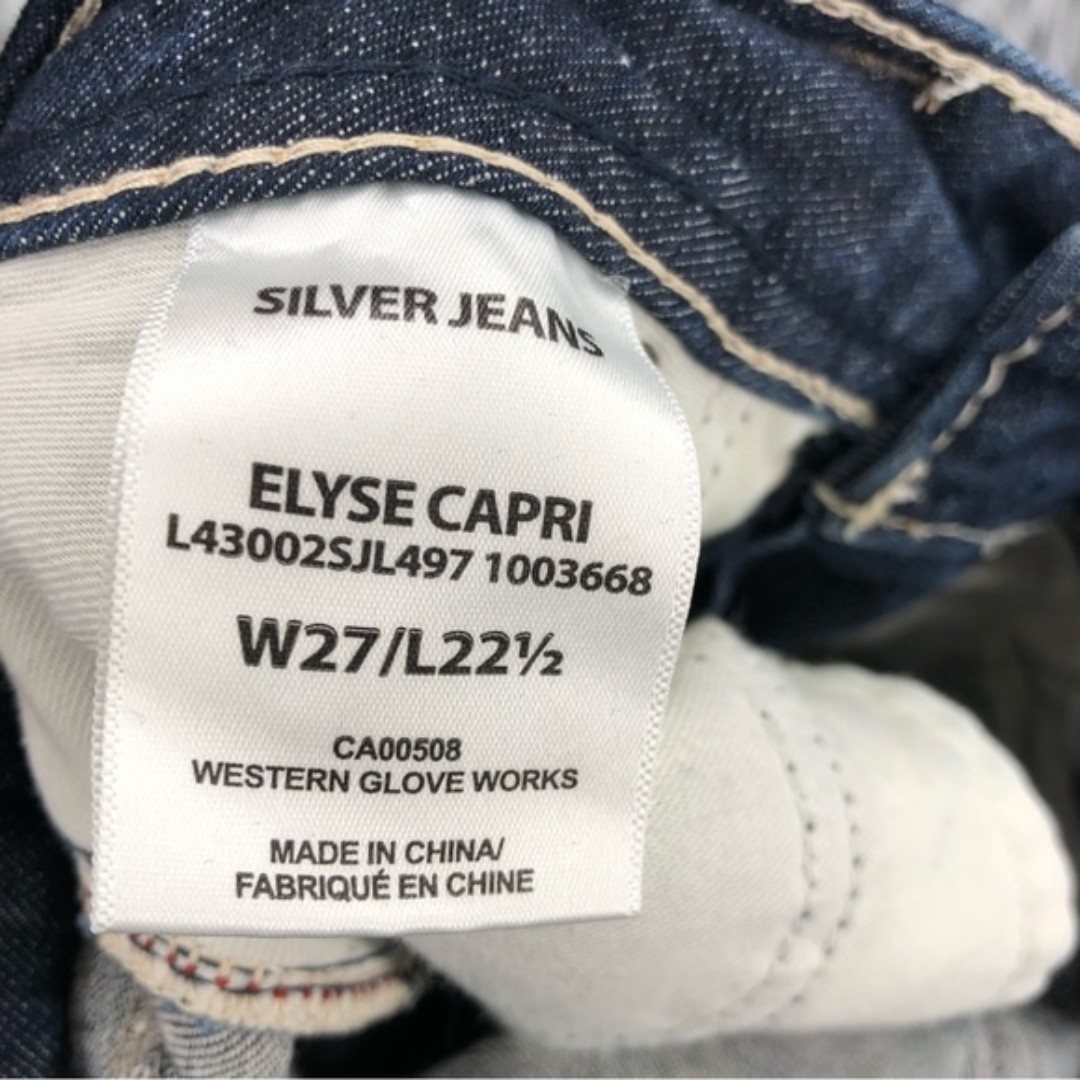 SILVER JEANS
ELYSE CAPRI
L43002SJL497 1003668
W27/L22½
CA00508
WESTERN GLOVE WORKS
MADE IN CHINA/
FABRIQUÉ EN CHINE